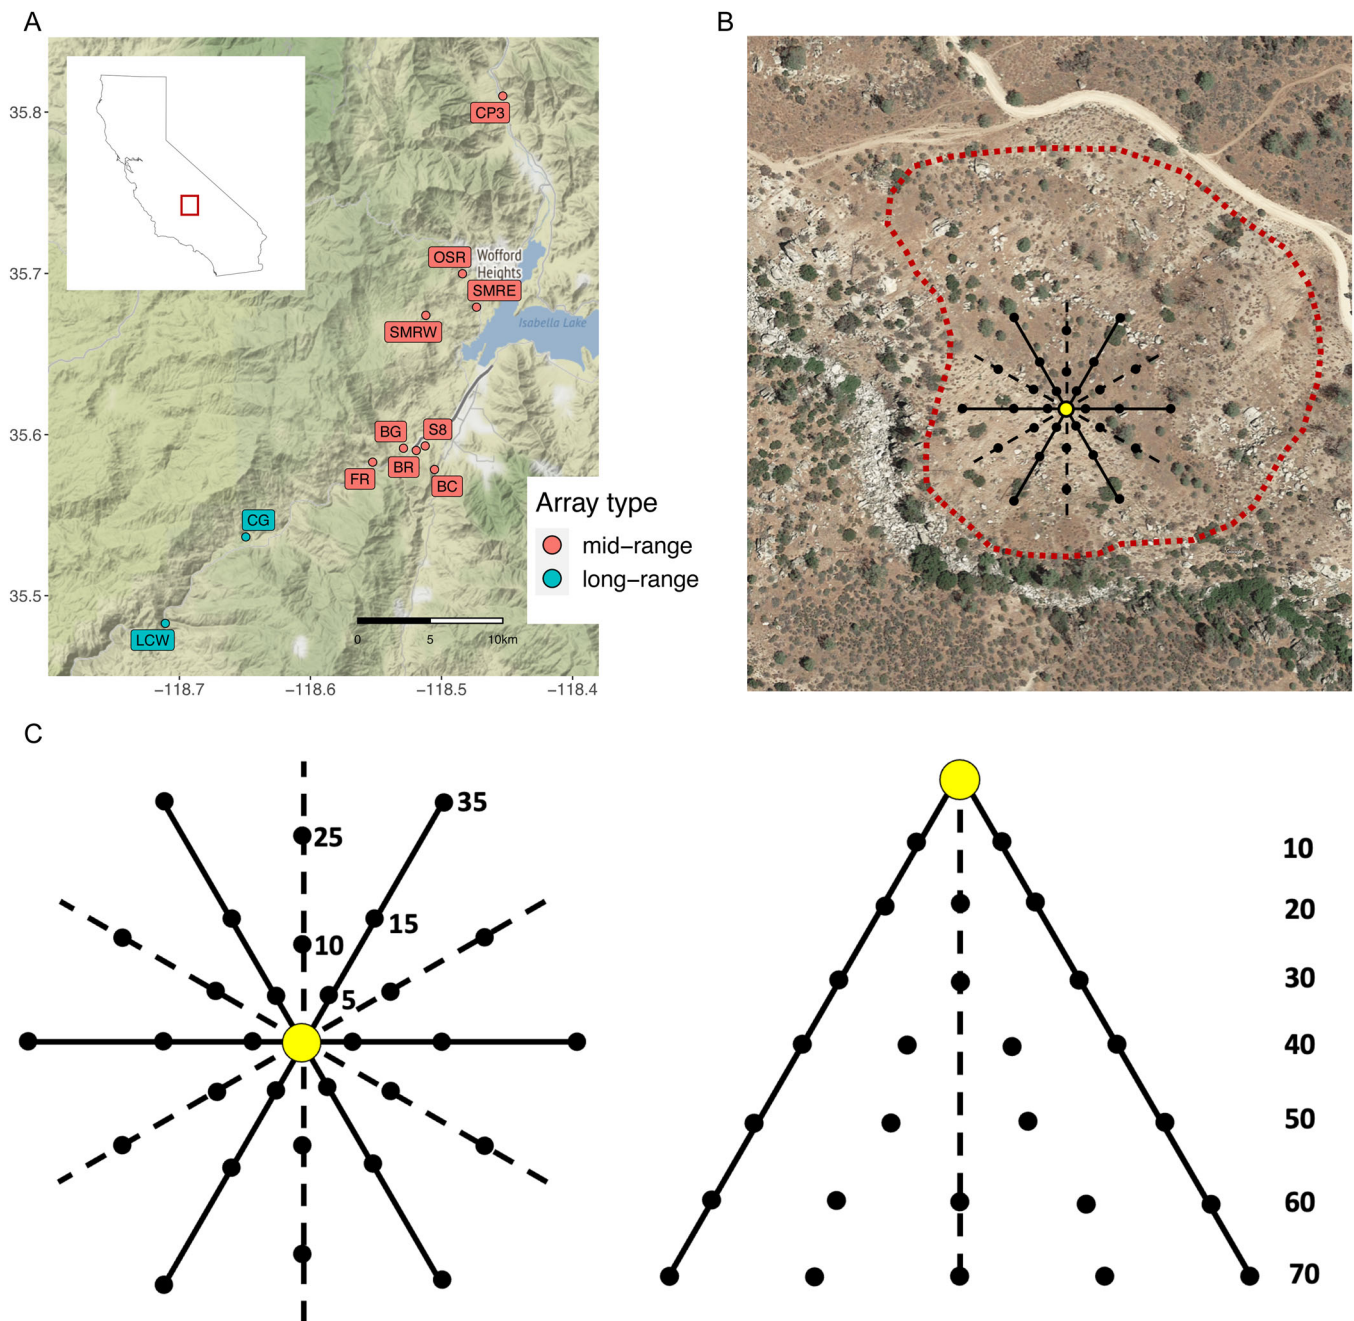 A
B
35.8
35.7
35.6
35.5
CP3
OSR
Wofford
Heights
SMRE
SMRW
Isabella Lake
BG
S8
FR
BR
BC
CG
LCW
Array type
mid−range
long−range
0
5
10km
−118.7
−118.6
−118.5
−118.4
C
35
25
15
10
5
10
20
30
40
50
60
70